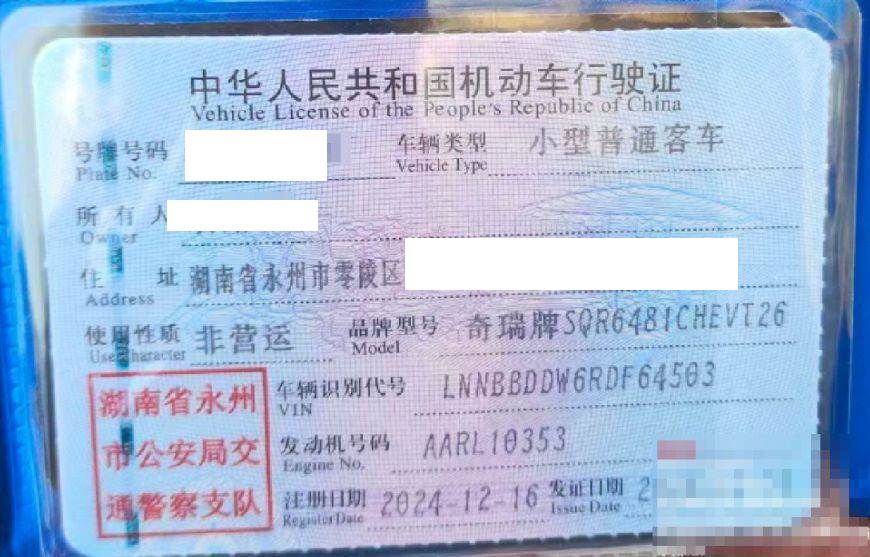 中华人民共和国机动车行驶证
Vehicle License of the People's Republic of China
号牌号码
Plate No.
车辆类型 小型普通客车
Vehicle Type
所有人
Owner
住址 湖南省永州市零陵区
Address
使用性质 非营运
Use Character
品牌型号 奇瑞牌SQR6481CHEVT26
Model
车辆识别代号 LNNBBDDW6RDF64503
VIN
发动机号码 AARL10353
Engine No.
注册日期 2024-12-16
Register Date
发证日期 2
Issue Date
湖南省永州
市公安局交
通警察支队